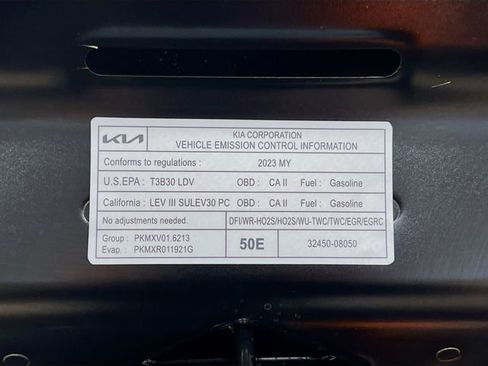 KIA KIA CORPORATION
VEHICLE EMISSION CONTROL INFORMATION
Conforms to regulations : 2023 MY
U.S.EPA : T3B30 LDV OBD : CA II Fuel : Gasoline
California : LEV III SULEV30 PC OBD : CA II Fuel : Gasoline
No adjustments needed. DFI/WR-HO2S/HO2S/WU-TWC/TWC/EGR/EGRC
Group : PKMXV01.6213
Evap. : PKMXR011921G
50E
32450-08050